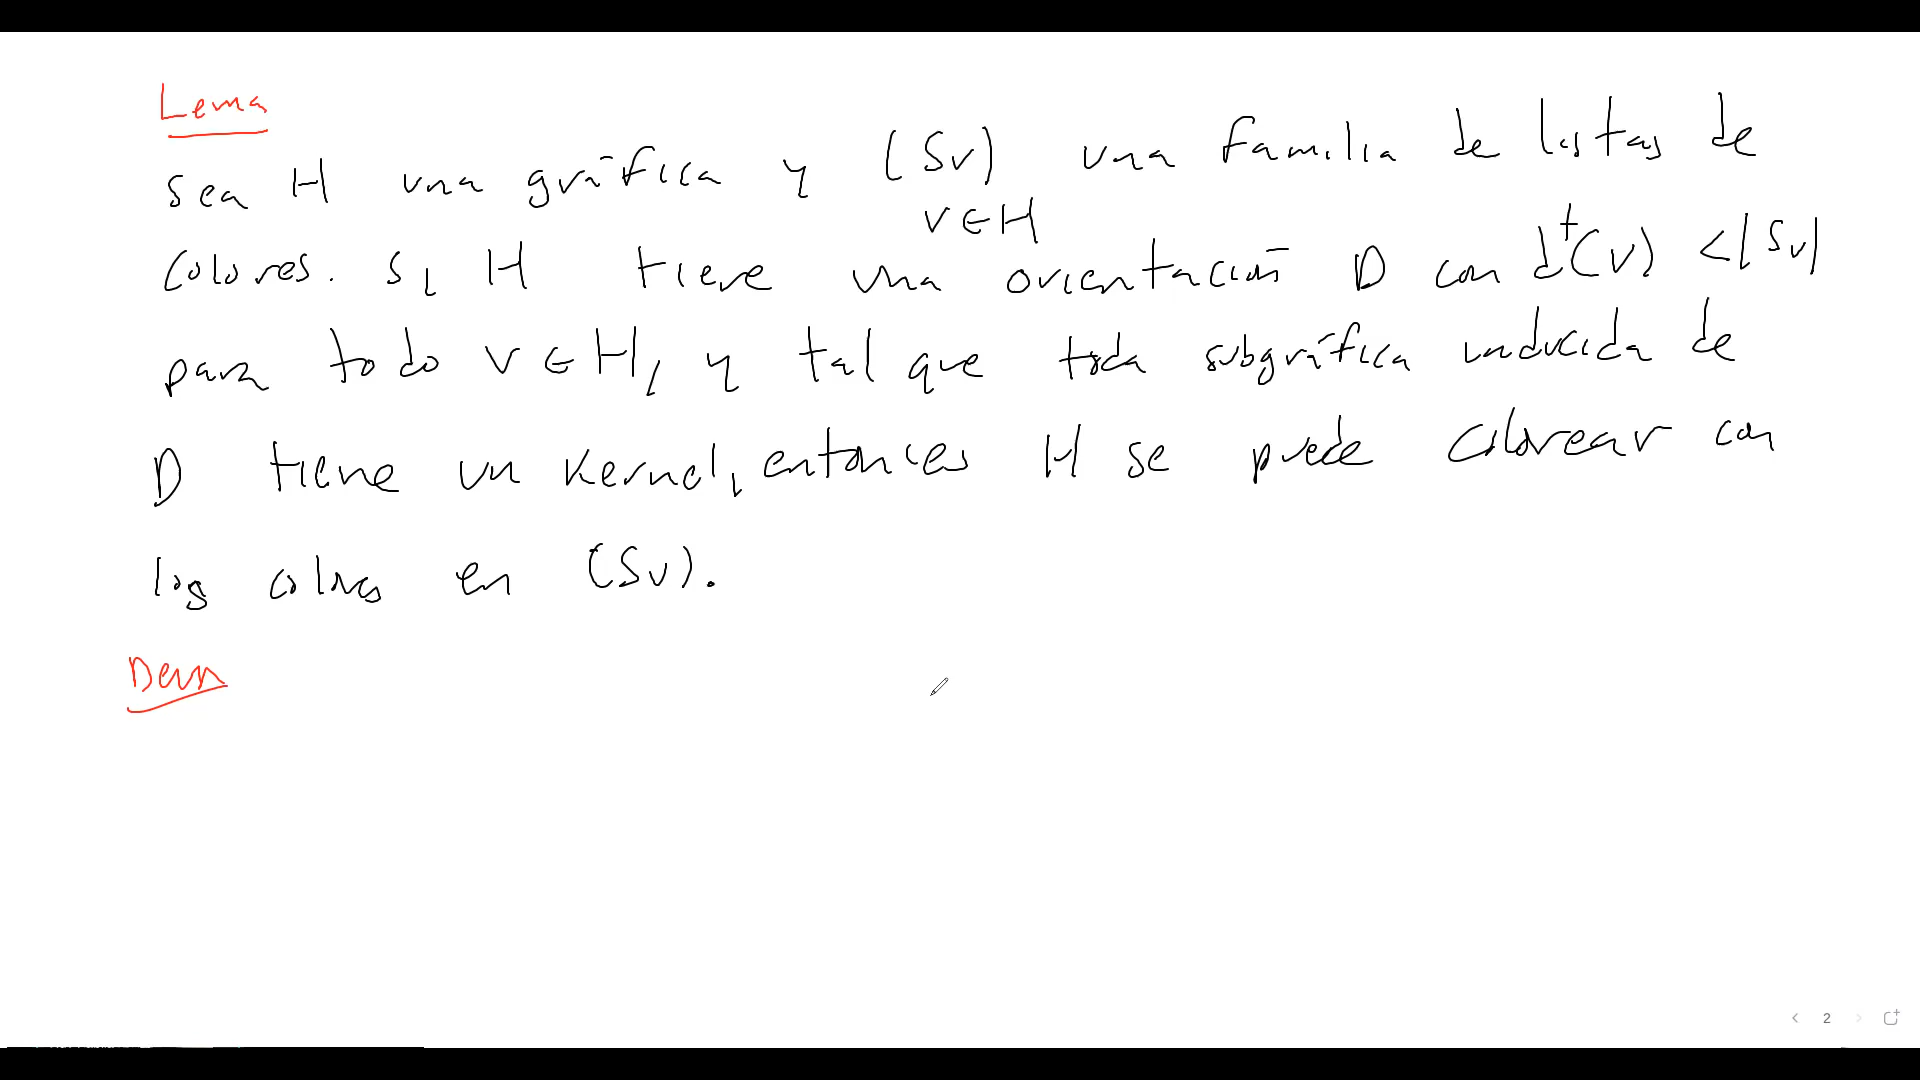 Lema
Sea H una gráfica y (Sv) v∈H una familia de listas de
colores. Si H tiene una orientación D con d⁺(v) < |Sv|
para todo v∈H, y tal que toda subgráfica inducida de
D tiene un kernel, entonces H se puede colorear con
los colores en (Sv).
Dem
2